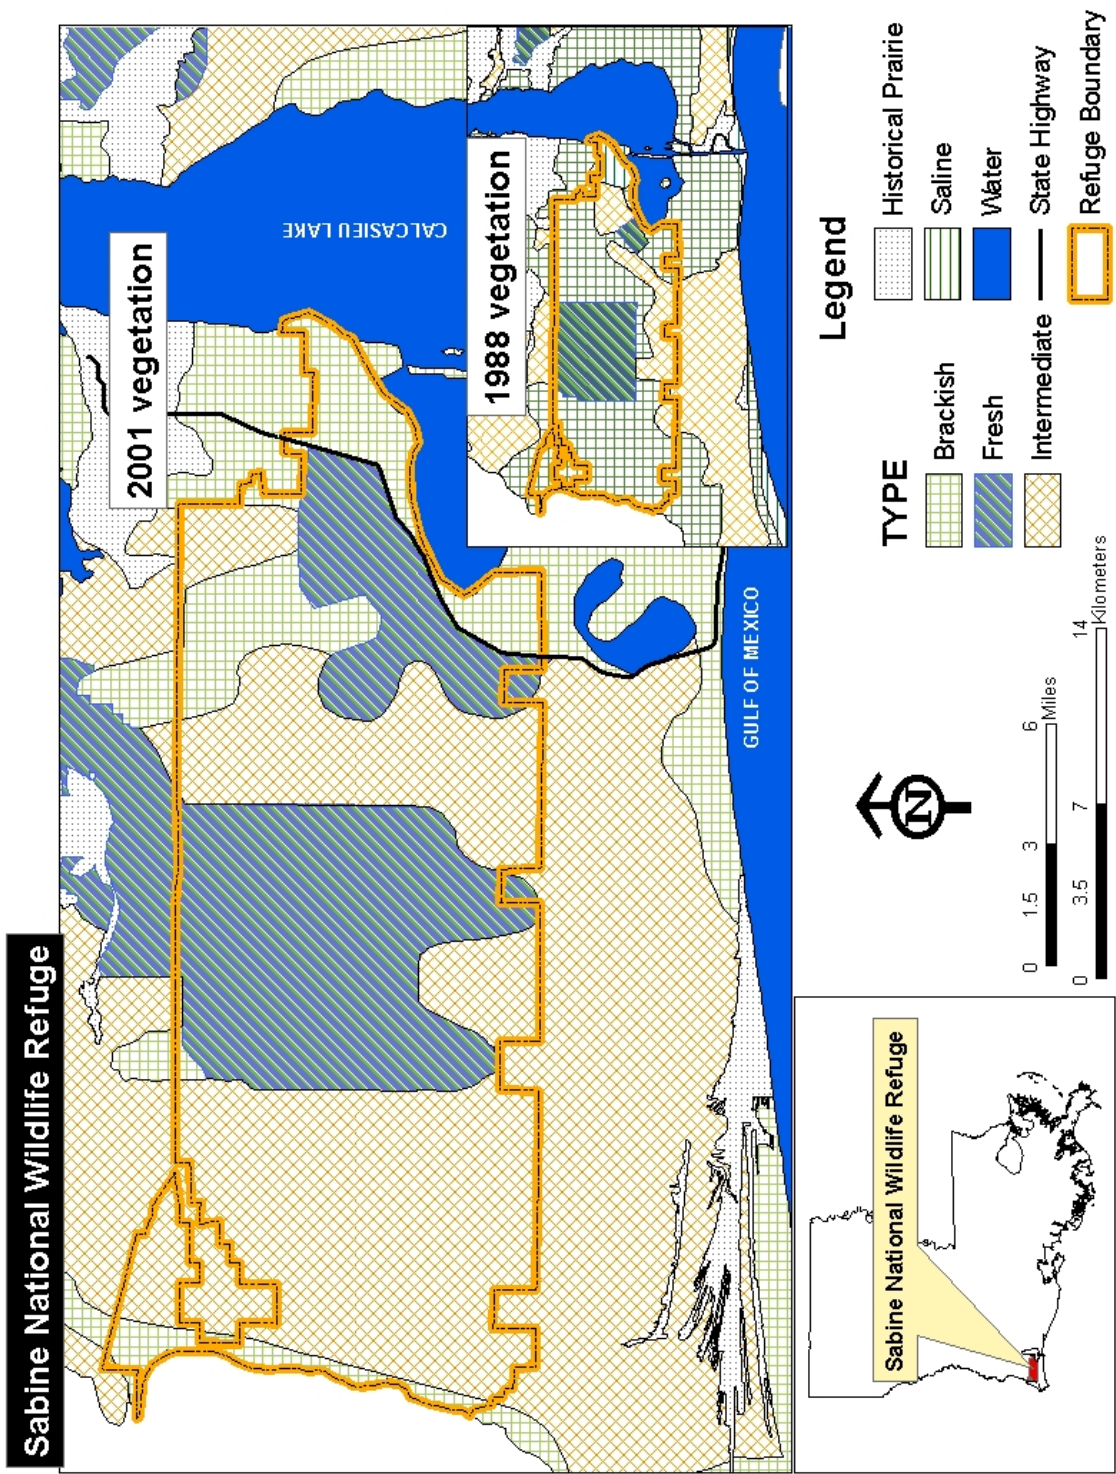 Sabine National Wildlife Refuge
2001 vegetation
CALCASIEU LAKE
1988 vegetation
GULF OF MEXICO
Sabine National Wildlife Refuge
N
0 1.5 3 6
Miles
0 3.5 7 14
Kilometers
Legend
TYPE
Brackish
Fresh
Intermediate
Historical Prairie
Saline
Water
State Highway
Refuge Boundary